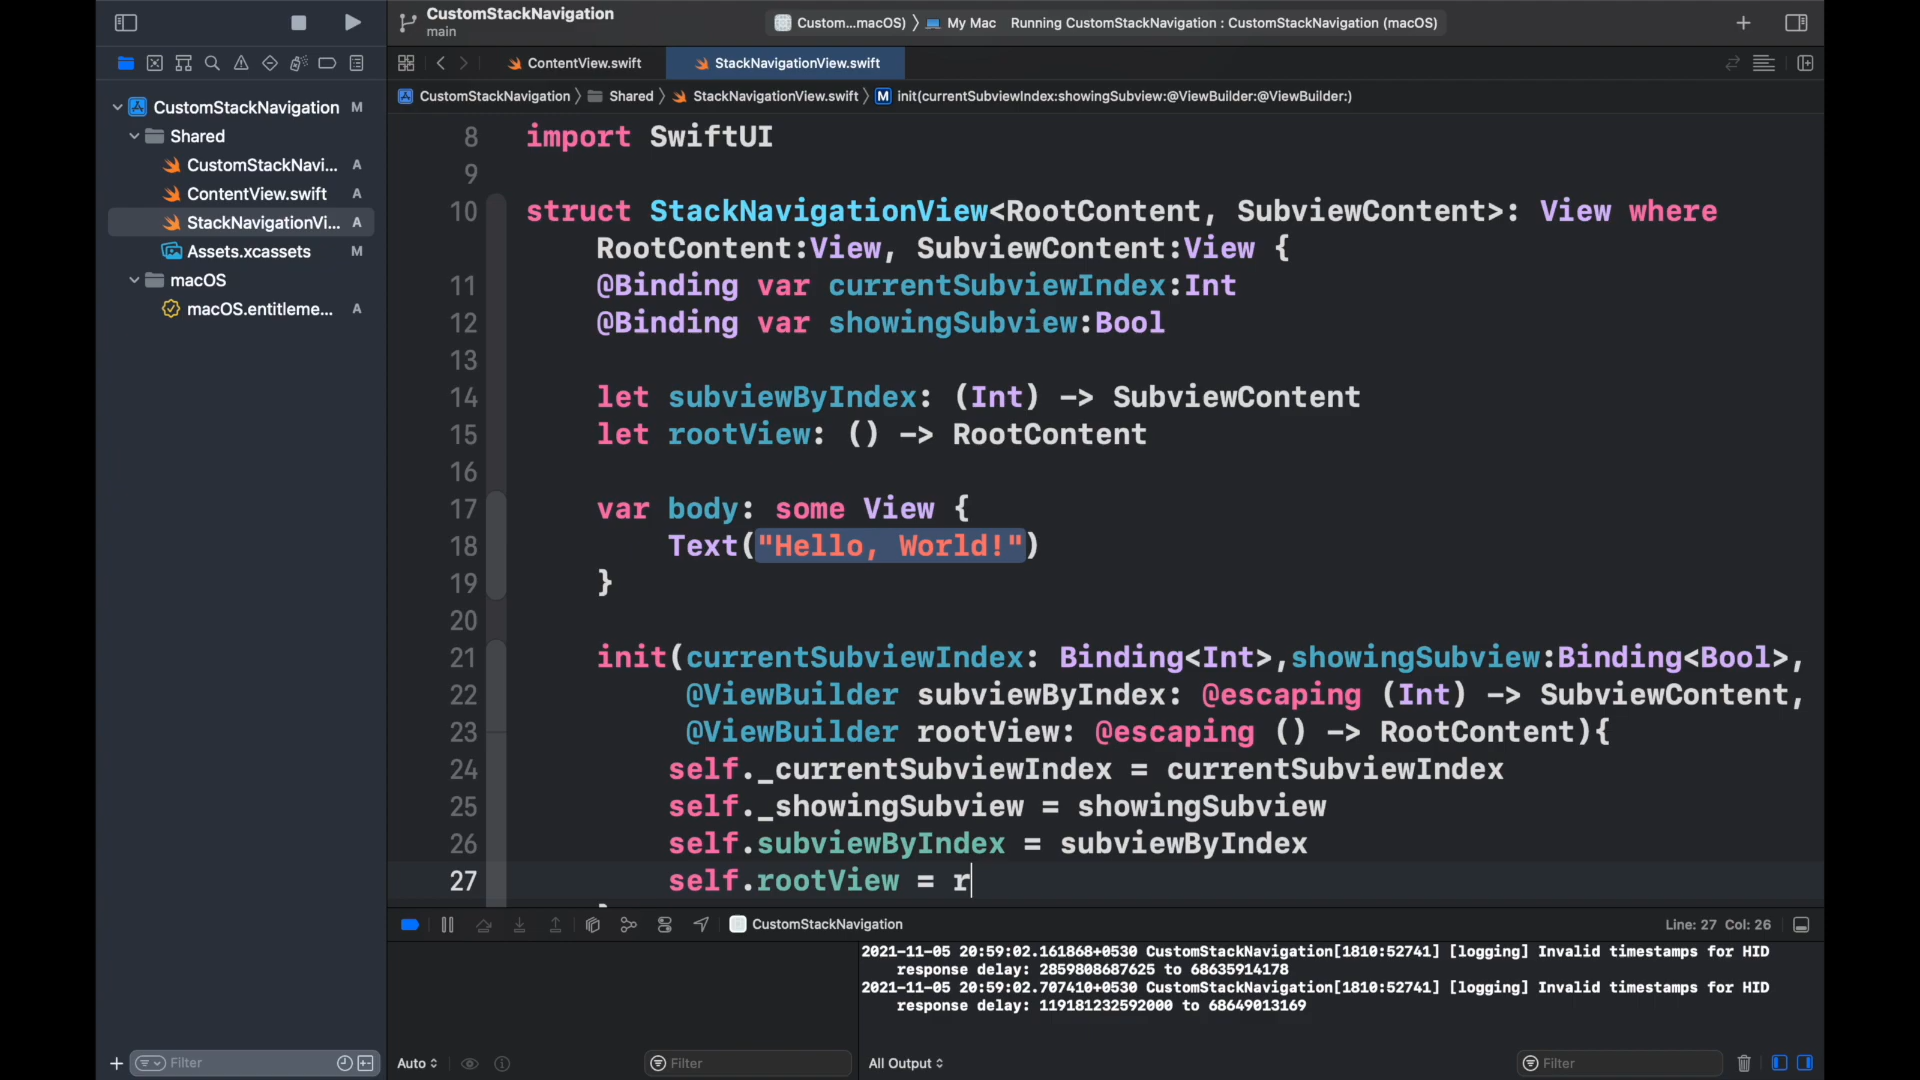 CustomStackNavigation
main
Custom...macOS) 〉 My Mac Running CustomStackNavigation : CustomStackNavigation (macOS)
ContentView.swift
StackNavigationView.swift
CustomStackNavigation 〉 Shared 〉 StackNavigationView.swift 〉 M init(currentSubviewIndex:showingSubview:@ViewBuilder:@ViewBuilder:)
CustomStackNavigation M
Shared
CustomStackNavi... A
ContentView.swift A
StackNavigationVi... A
Assets.xcassets M
macOS
macOS.entitleme... A
8 import SwiftUI
9
10 struct StackNavigationView<RootContent, SubviewContent>: View where
RootContent:View, SubviewContent:View {
11 @Binding var currentSubviewIndex:Int
12 @Binding var showingSubview:Bool
13
14 let subviewByIndex: (Int) -> SubviewContent
15 let rootView: () -> RootContent
16
17 var body: some View {
18 Text("Hello, World!")
19 }
20
21 init(currentSubviewIndex: Binding<Int>,showingSubview:Binding<Bool>,
22 @ViewBuilder subviewByIndex: @escaping (Int) -> SubviewContent,
23 @ViewBuilder rootView: @escaping () -> RootContent){
24 self._currentSubviewIndex = currentSubviewIndex
25 self._showingSubview = showingSubview
26 self.subviewByIndex = subviewByIndex
27 self.rootView = r
CustomStackNavigation
Line: 27 Col: 26
2021-11-05 20:59:02.161868+0530 CustomStackNavigation[1810:52741] [logging] Invalid timestamps for HID
response delay: 2859808687625 to 68635914178
2021-11-05 20:59:02.707410+0530 CustomStackNavigation[1810:52741] [logging] Invalid timestamps for HID
response delay: 119181232592000 to 68649013169
Filter
Auto
Filter
All Output
Filter